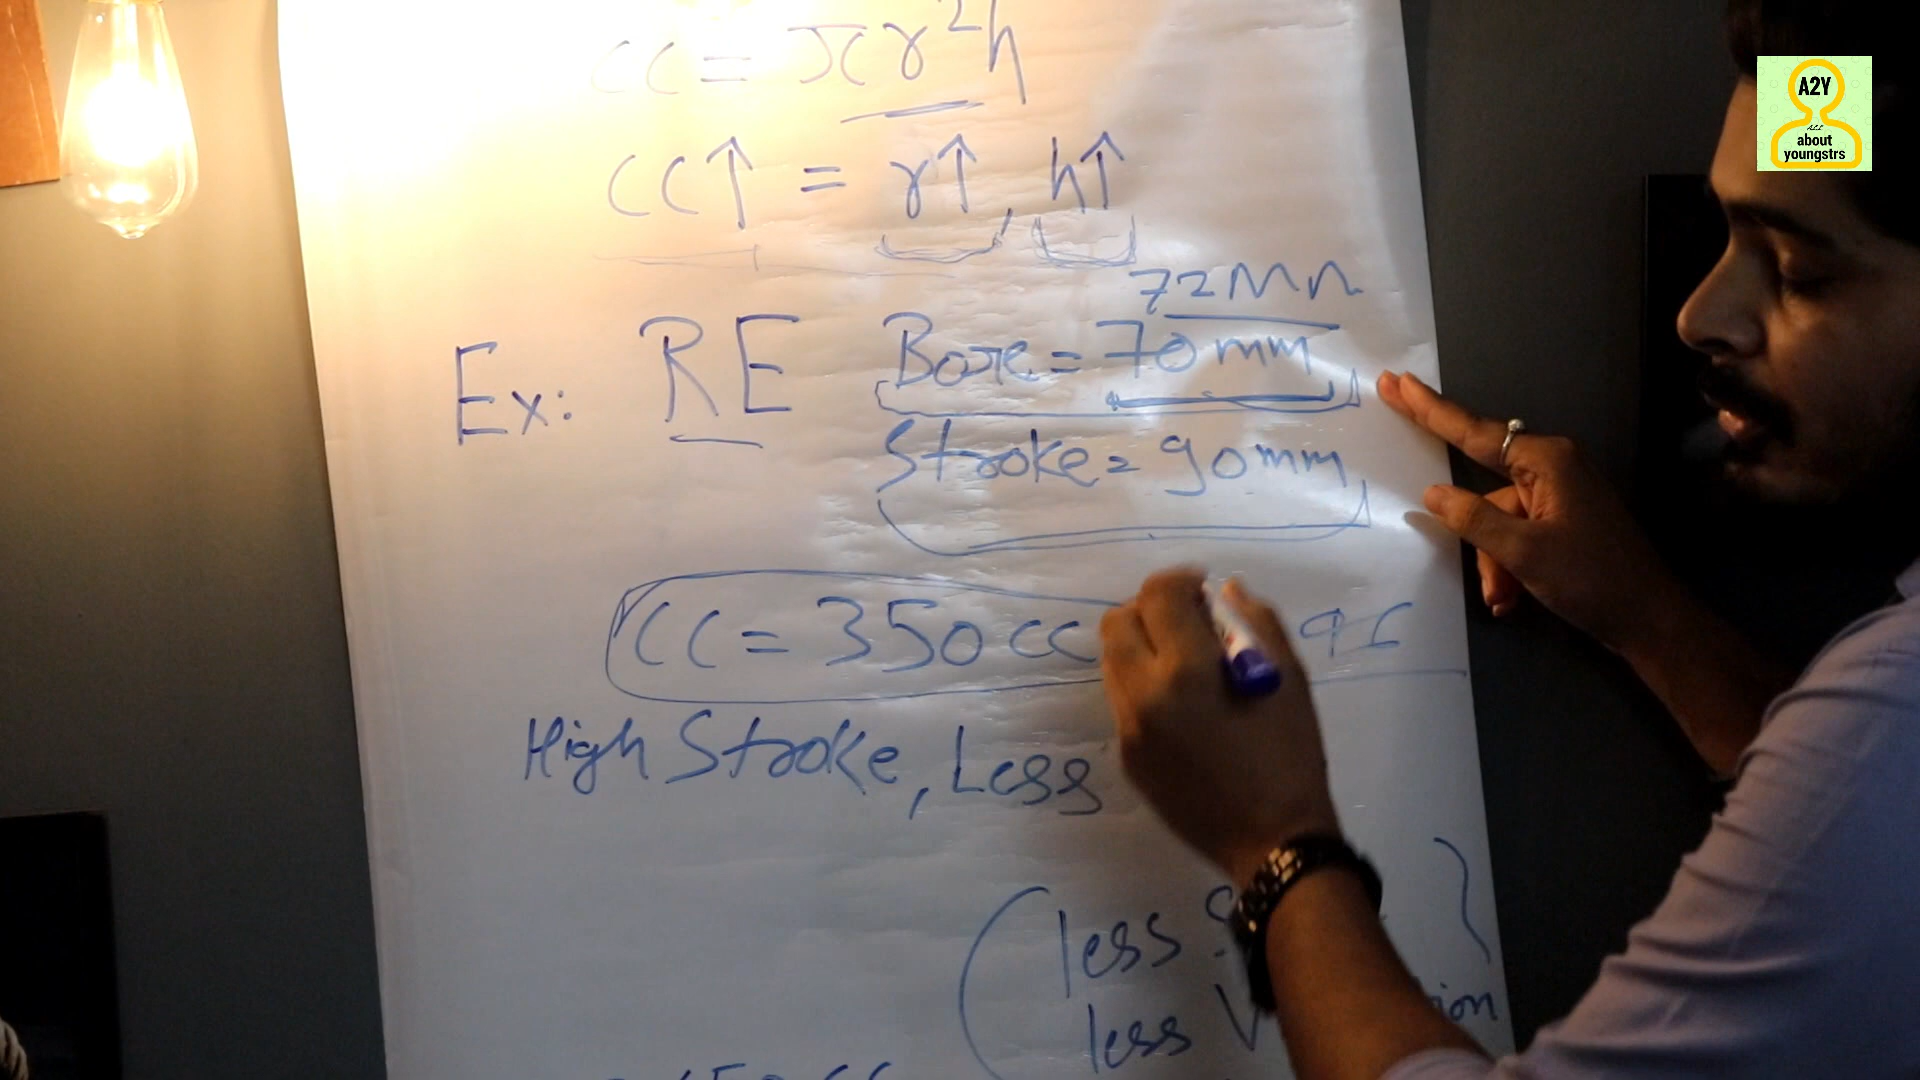 CC = πr²h
CC↑ = r↑, h↑
72MM
Ex: RE Bore = 70mm
Stroke = 90mm
CC = 350cc
High Stroke, Less
less
less
A2Y
All
about
youngstrs